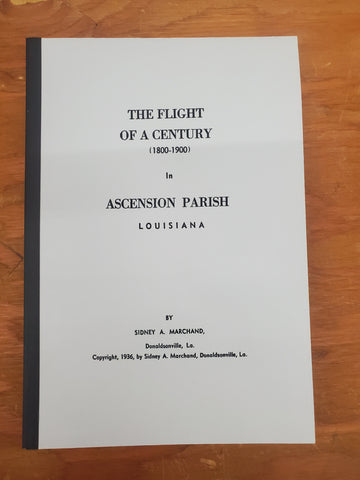 THE FLIGHT
OF A CENTURY
(1800-1900)
In
ASCENSION PARISH
LOUISIANA
BY
SIDNEY A. MARCHAND,
Donaldsonville, La.
Copyright, 1936, by Sidney A. Marchand, Donaldsonville, La.